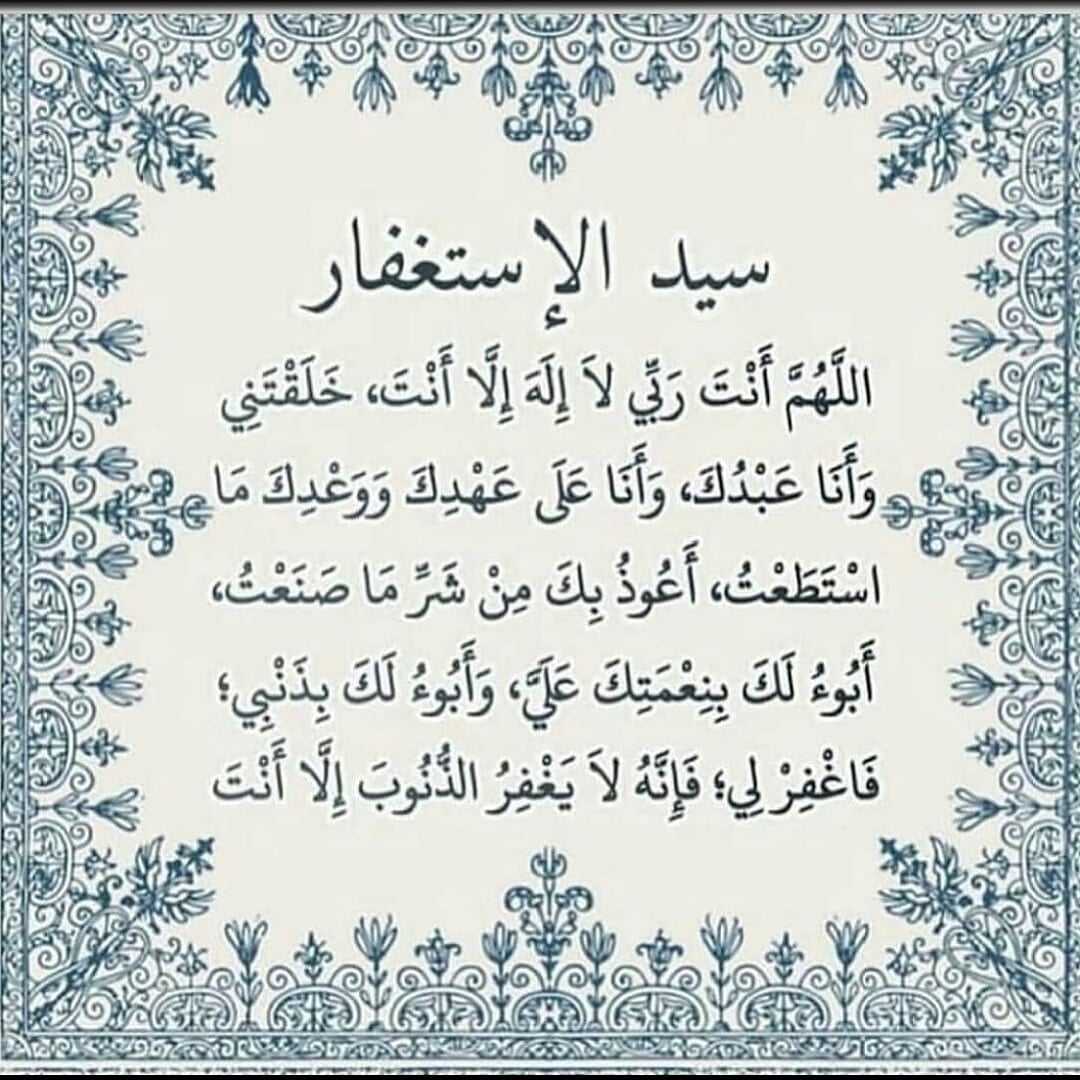 سيد الإستغفار
اللَّهُمَّ أَنْتَ رَبِّي لاَ إِلَهَ إِلَّا أَنْتَ، خَلَقْتَنِي
وَأَنَا عَبْدُكَ، وَأَنَا عَلَى عَهْدِكَ وَوَعْدِكَ مَا
اسْتَطَعْتُ، أَعُوذُ بِكَ مِنْ شَرِّ مَا صَنَعْتُ،
أَبُوءُ لَكَ بِنِعْمَتِكَ عَلَيَّ، وَأَبُوءُ لَكَ بِذَنْبِي؛
فَاغْفِرْ لِي؛ فَإِنَّهُ لاَ يَغْفِرُ الذُّنُوبَ إِلَّا أَنْتَ